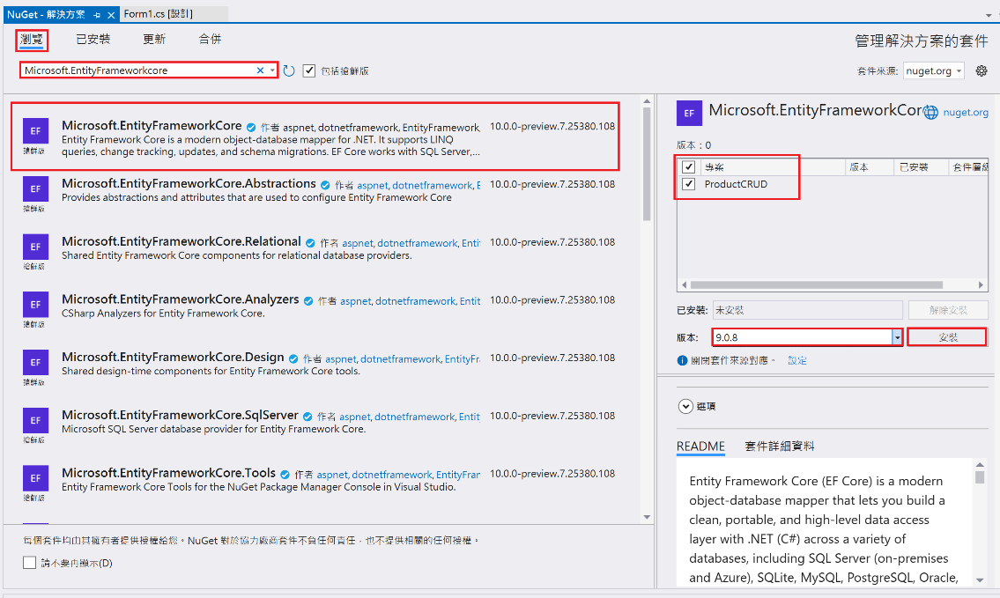 NuGet - 解決方案
Form1.cs [設計]
瀏覽 已安裝 更新 合併
管理解決方案的套件
Microsoft.EntityFrameworkcore
包括搶鮮版
套件來源: nuget.org
EF
搶鮮版
Microsoft.EntityFrameworkCore 作者 aspnet, dotnetframework, EntityFramework, 10.0.0-preview.7.25380.108
Entity Framework Core is a modern object-database mapper for .NET. It supports LINQ
queries, change tracking, updates, and schema migrations. EF Core works with SQL Server,...
EF
搶鮮版
Microsoft.EntityFrameworkCore.Abstractions 作者 aspnet, dotnetframework, E 10.0.0-preview.7.25380.108
Provides abstractions and attributes that are used to configure Entity Framework Core
EF
搶鮮版
Microsoft.EntityFrameworkCore.Relational 作者 aspnet, dotnetframework, Enti 10.0.0-preview.7.25380.108
Shared Entity Framework Core components for relational database providers.
EF
搶鮮版
Microsoft.EntityFrameworkCore.Analyzers 作者 aspnet, dotnetframework, Entit 10.0.0-preview.7.25380.108
CSharp Analyzers for Entity Framework Core.
EF
搶鮮版
Microsoft.EntityFrameworkCore.Design 作者 aspnet, dotnetframework, EntityFr 10.0.0-preview.7.25380.108
Shared design-time components for Entity Framework Core tools.
EF
搶鮮版
Microsoft.EntityFrameworkCore.SqlServer 作者 aspnet, dotnetframework, Entit 10.0.0-preview.7.25380.108
Microsoft SQL Server database provider for Entity Framework Core.
EF
搶鮮版
Microsoft.EntityFrameworkCore.Tools 作者 aspnet, dotnetframework, EntityFran 10.0.0-preview.7.25380.108
Entity Framework Core Tools for the NuGet Package Manager Console in Visual Studio.
每個套件均由其擁有者提供授權給您。NuGet 對於協力廠商套件不負任何責任，也不提供相關的任何授權。
請不要再顯示(D)
EF
Microsoft.EntityFrameworkCor
nuget.org
版本：0
專案 版本 已安裝 套件層級
ProductCRUD
已安裝: 未安裝 解除安裝
版本: 9.0.8 安裝
關閉套件來源對應。 設定
選項
README 套件詳細資料
Entity Framework Core (EF Core) is a modern
object-database mapper that lets you build a
clean, portable, and high-level data access
layer with .NET (C#) across a variety of
databases, including SQL Server (on-premises
and Azure), SQLite, MySQL, PostgreSQL, Oracle,